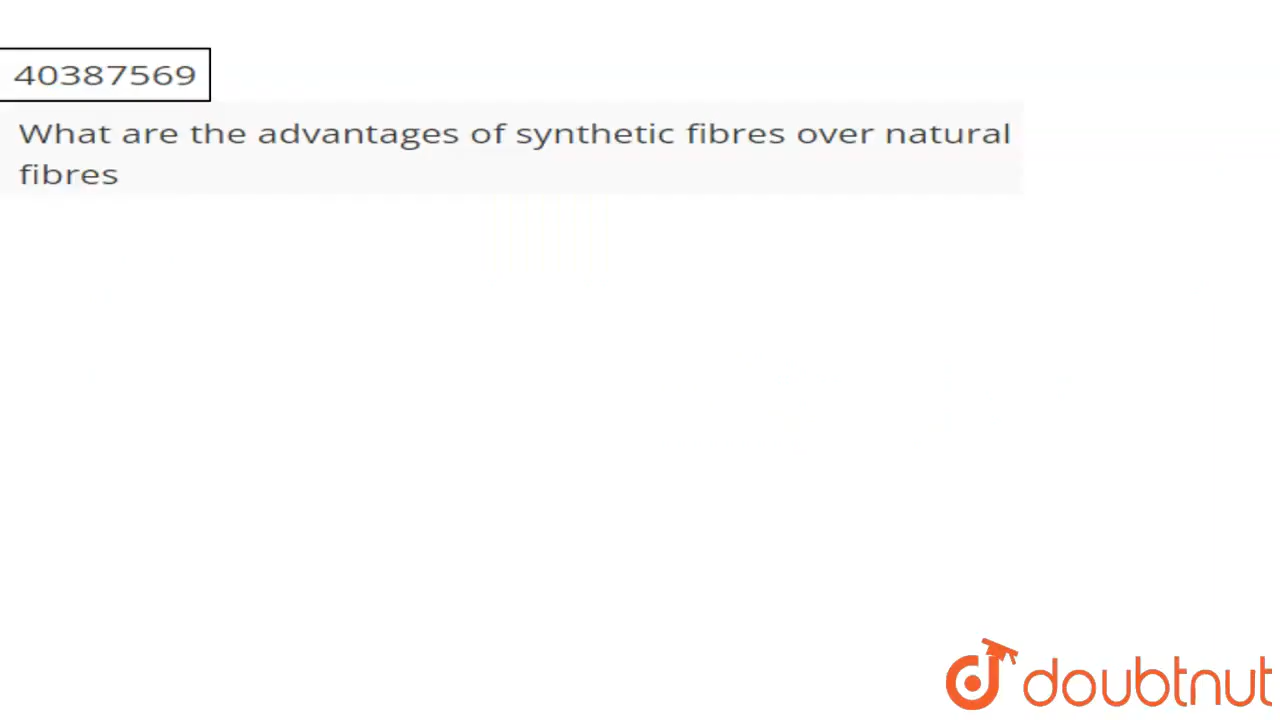 40387569
What are the advantages of synthetic fibres over natural
fibres
doubtnut